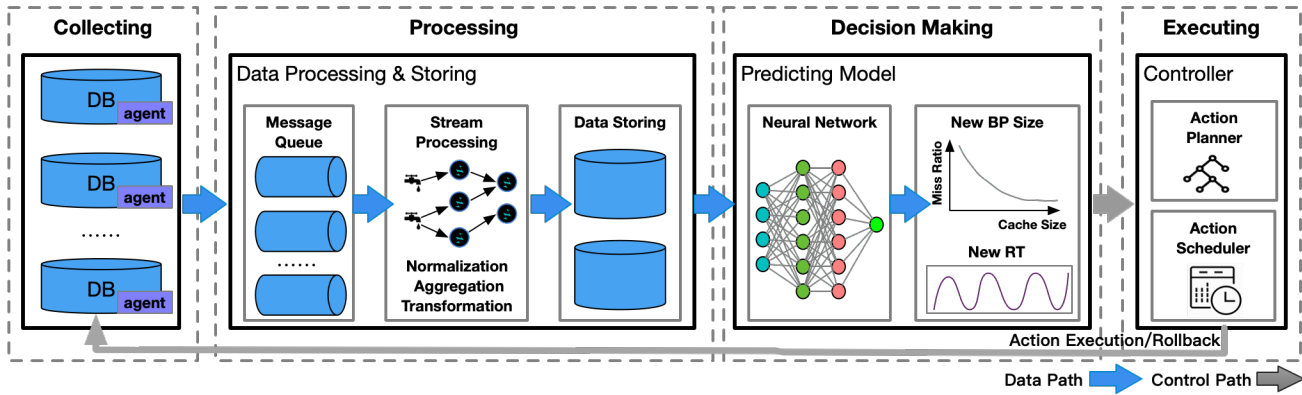 Collecting
DB
agent
DB
agent
......
DB
agent
Processing
Data Processing & Storing
Message
Queue
......
Stream
Processing
Normalization
Aggregation
Transformation
Data Storing
Decision Making
Predicting Model
Neural Network
New BP Size
Miss Ratio
Cache Size
New RT
Executing
Controller
Action
Planner
Action
Scheduler
Action Execution/Rollback
Data Path
Control Path